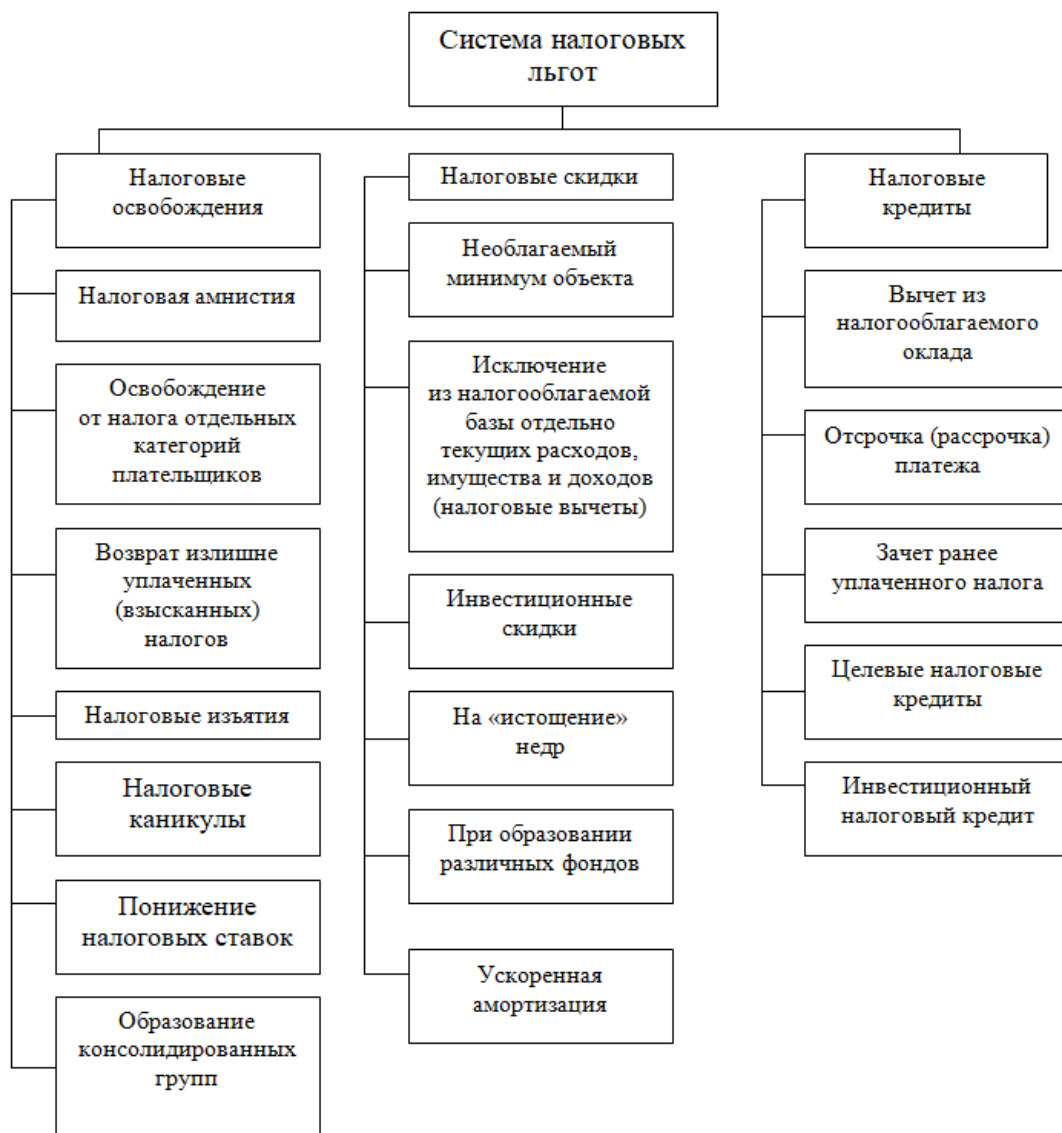 Система налоговых
льгот
Налоговые
освобождения
Налоговая амнистия
Освобождение
от налога отдельных
категорий
плательщиков
Возврат излишне
уплаченных
(взысканных)
налогов
Налоговые изъятия
Налоговые
каникулы
Понижение
налоговых ставок
Образование
консолидированных
групп
Налоговые скидки
Необлагаемый
минимум объекта
Исключение
из налогооблагаемой
базы отдельно
текущих расходов,
имущества и доходов
(налоговые вычеты)
Инвестиционные
скидки
На «истощение»
недр
При образовании
различных фондов
Ускоренная
амортизация
Налоговые
кредиты
Вычет из
налогооблагаемого
оклада
Отсрочка (рассрочка)
платежа
Зачет ранее
уплаченного налога
Целевые налоговые
кредиты
Инвестиционный
налоговый кредит